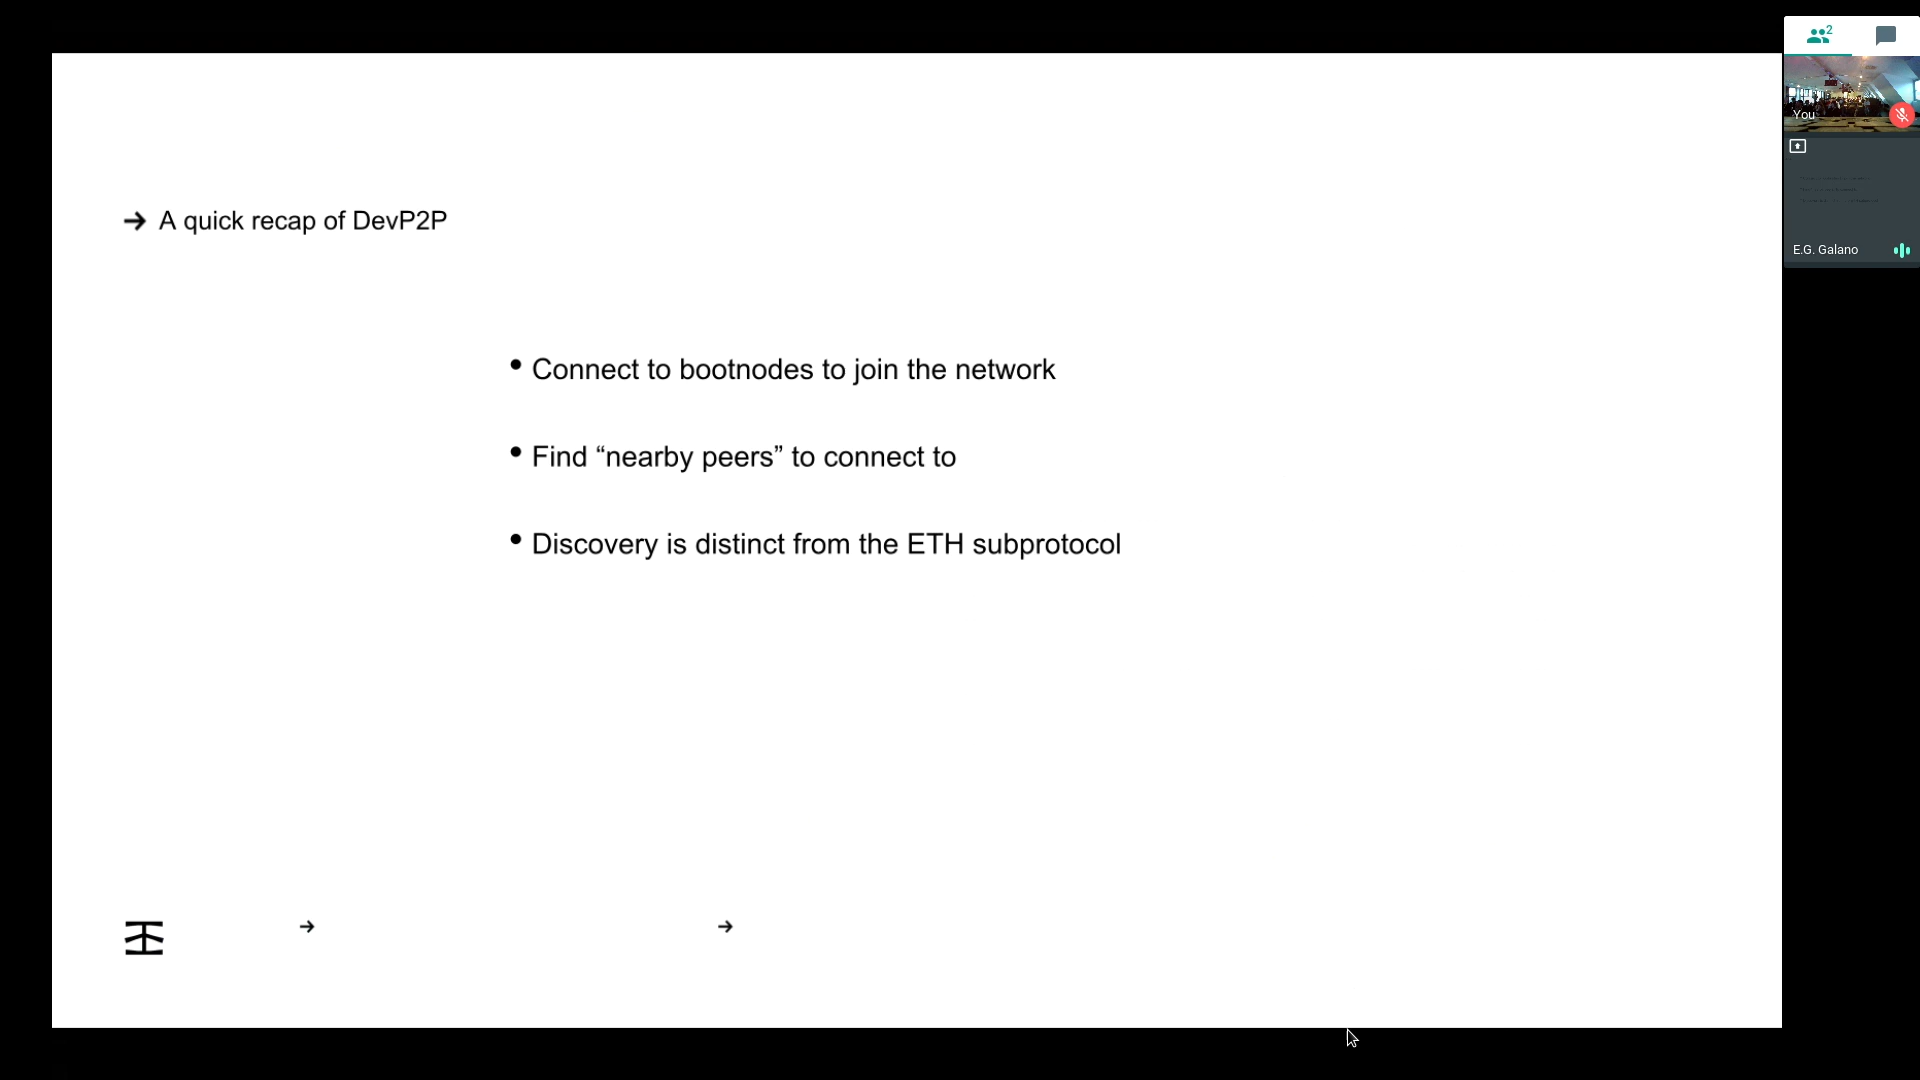 → A quick recap of DevP2P
• Connect to bootnodes to join the network
• Find “nearby peers” to connect to
• Discovery is distinct from the ETH subprotocol
→ →
2
You
E.G. Galano